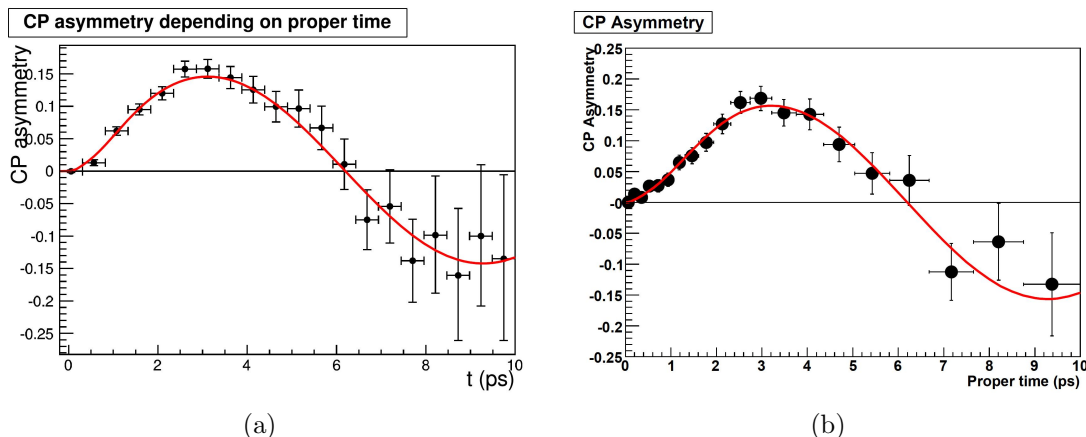 CP asymmetry depending on proper time
CP asymmetry
0.15
0.1
0.05
0
-0.05
-0.1
-0.15
-0.2
-0.25
0
2
4
6
8
10
t (ps)
(a)
CP Asymmetry
CP Asymmetry
0.25
0.2
0.15
0.1
0.05
-0
-0.05
-0.1
-0.15
-0.2
-0.25
0 1 2 3 4 5 6 7 8 9 10
Proper time (ps)
(b)